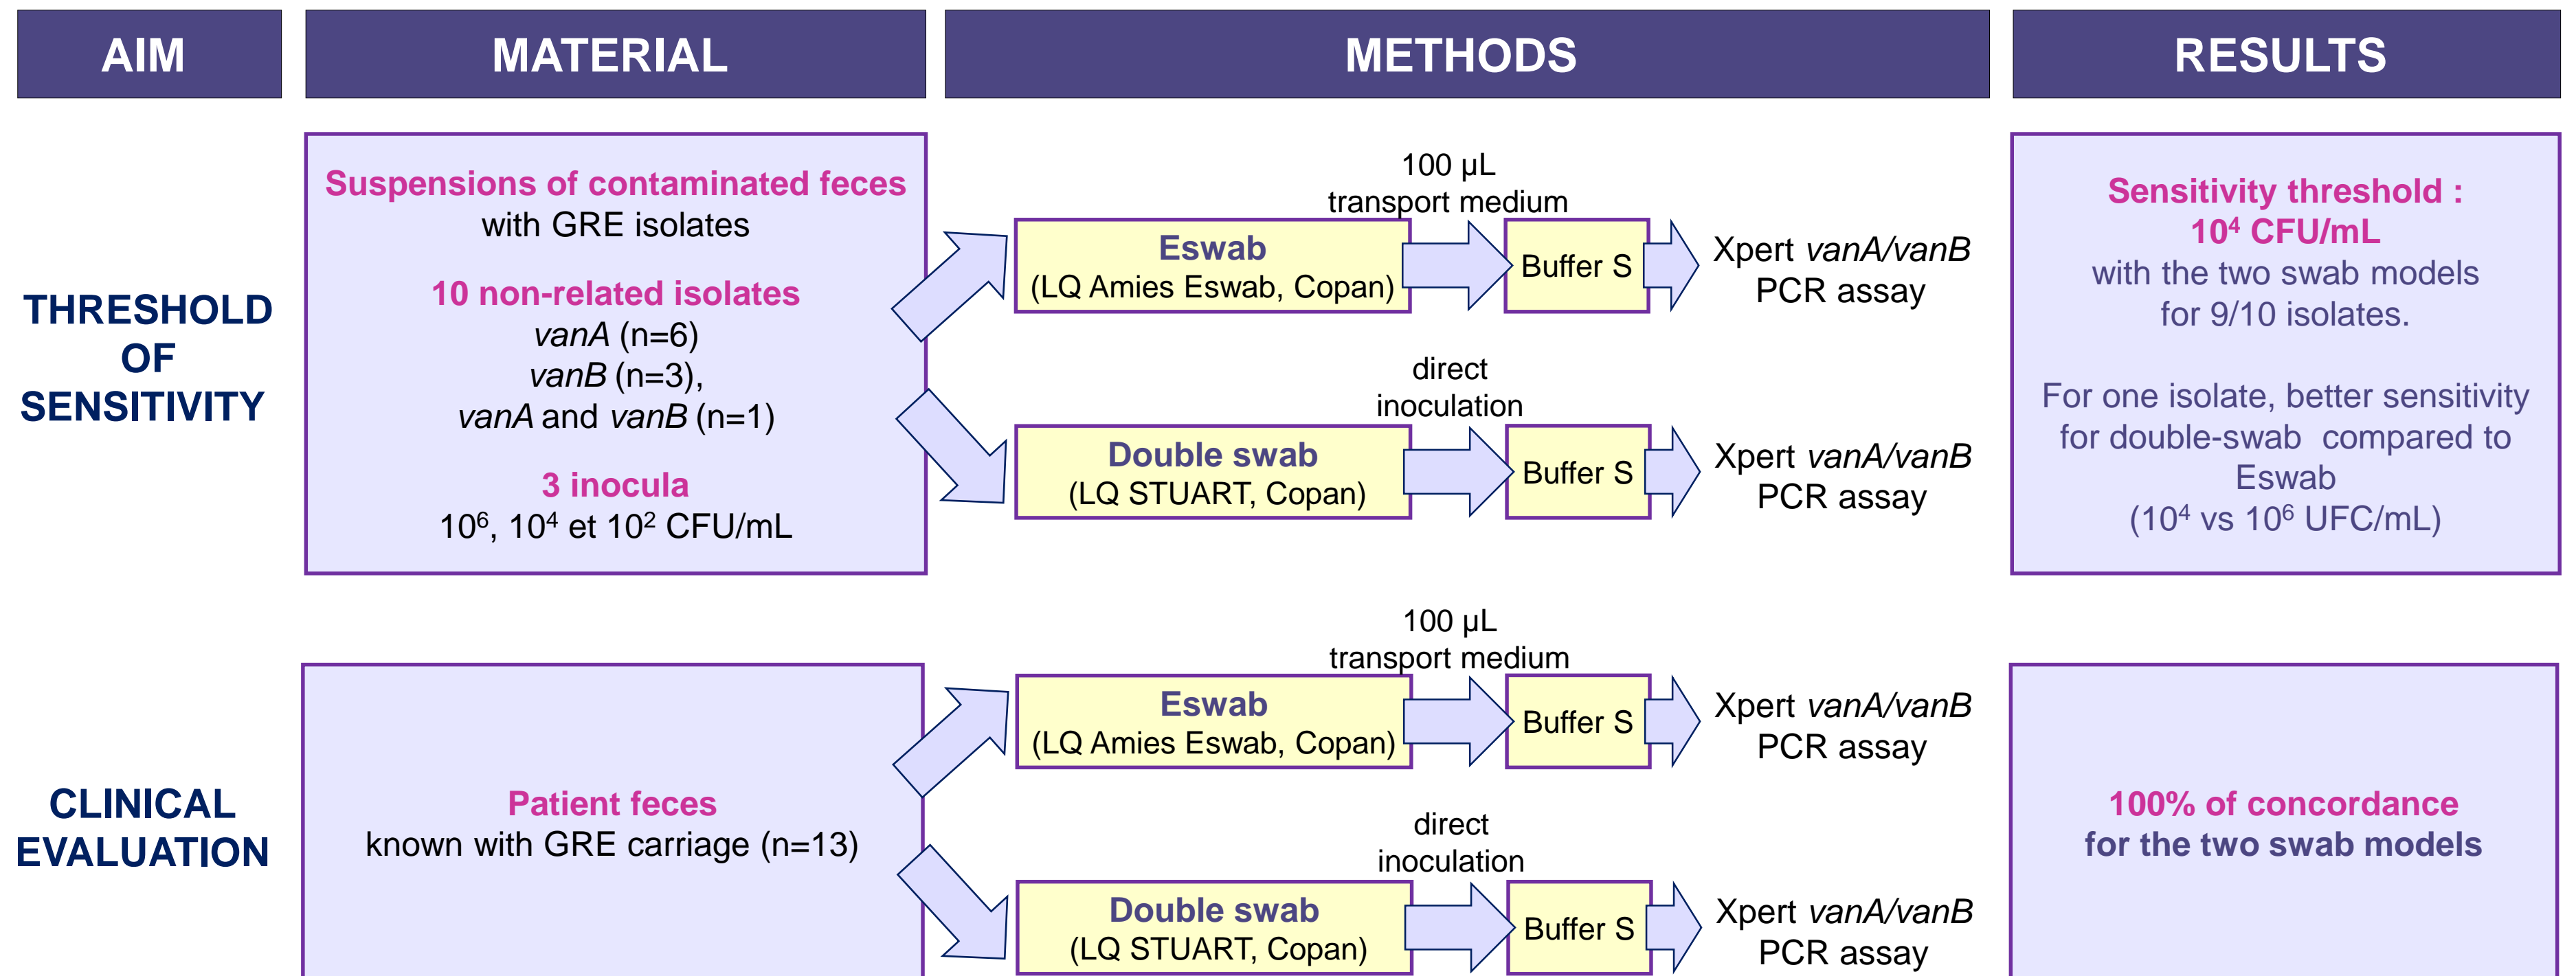 AIM
MATERIAL
METHODS
RESULTS
THRESHOLD
OF
SENSITIVITY
Suspensions of contaminated feces
with GRE isolates
10 non-related isolates
vanA (n=6)
vanB (n=3),
vanA and vanB (n=1)
3 inocula
10⁶, 10⁴ et 10² CFU/mL
100 µL
transport medium
Eswab
(LQ Amies Eswab, Copan)
Buffer S
Xpert vanA/vanB
PCR assay
direct
inoculation
Double swab
(LQ STUART, Copan)
Buffer S
Xpert vanA/vanB
PCR assay
Sensitivity threshold :
10⁴ CFU/mL
with the two swab models
for 9/10 isolates.
For one isolate, better sensitivity
for double-swab compared to
Eswab
(10⁴ vs 10⁶ UFC/mL)
CLINICAL
EVALUATION
Patient feces
known with GRE carriage (n=13)
100 µL
transport medium
Eswab
(LQ Amies Eswab, Copan)
Buffer S
Xpert vanA/vanB
PCR assay
direct
inoculation
Double swab
(LQ STUART, Copan)
Buffer S
Xpert vanA/vanB
PCR assay
100% of concordance
for the two swab models